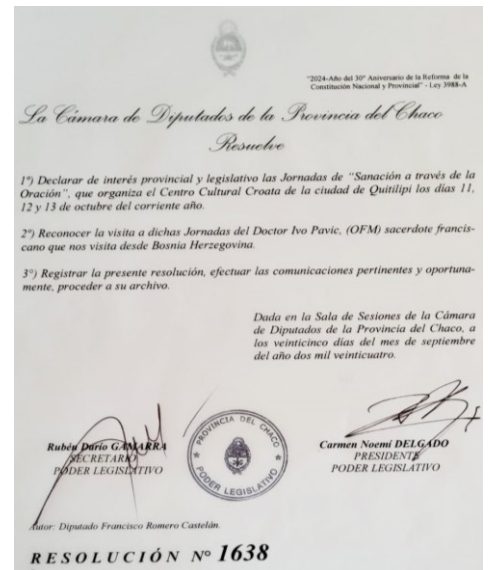 "2024-Año del 30° Aniversario de la Reforma de la
Constitución Nacional y Provincial" - Ley 3988-A
La Cámara de Diputados de la Provincia del Chaco
Resuelve
1°) Declarar de interés provincial y legislativo las Jornadas de "Sanación a través de la
Oración", que organiza el Centro Cultural Croata de la ciudad de Quitilipi los días 11,
12 y 13 de octubre del corriente año.
2°) Reconocer la visita a dichas Jornadas del Doctor Ivo Pavic, (OFM) sacerdote francis-
cano que nos visita desde Bosnia Herzegovina.
3°) Registrar la presente resolución, efectuar las comunicaciones pertinentes y oportuna-
mente, proceder a su archivo.
Dada en la Sala de Sesiones de la Cámara
de Diputados de la Provincia del Chaco, a
los veinticinco días del mes de septiembre
del año dos mil veinticuatro.
Rubén Darío GAMARRA
SECRETARIO
PODER LEGISLATIVO
PROVINCIA DEL CHACO
PODER LEGISLATIVO
Carmen Noemí DELGADO
PRESIDENTE
PODER LEGISLATIVO
Autor: Diputado Francisco Romero Castelán.
RESOLUCIÓN Nº 1638